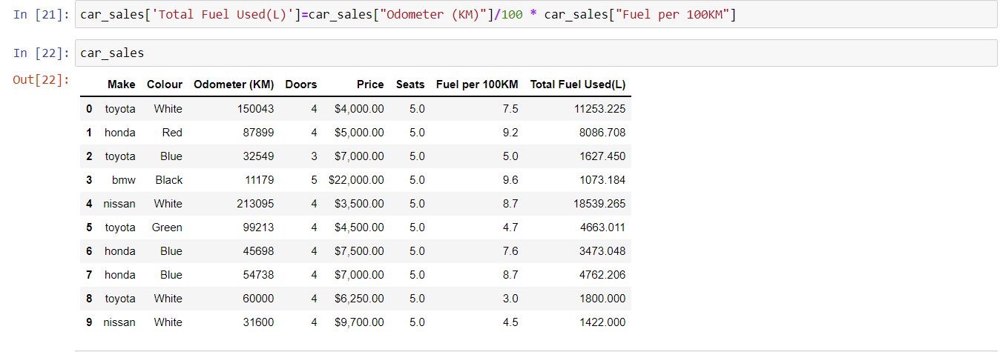 In [21]: car_sales['Total Fuel Used(L)']=car_sales["Odometer (KM)"]/100 * car_sales["Fuel per 100KM"]
In [22]: car_sales
Out[22]:
Make Colour Odometer (KM) Doors Price Seats Fuel per 100KM Total Fuel Used(L)
0 toyota White 150043 4 $4,000.00 5.0 7.5 11253.225
1 honda Red 87899 4 $5,000.00 5.0 9.2 8086.708
2 toyota Blue 32549 3 $7,000.00 5.0 5.0 1627.450
3 bmw Black 11179 5 $22,000.00 5.0 9.6 1073.184
4 nissan White 213095 4 $3,500.00 5.0 8.7 18539.265
5 toyota Green 99213 4 $4,500.00 5.0 4.7 4663.011
6 honda Blue 45698 4 $7,500.00 5.0 7.6 3473.048
7 honda Blue 54738 4 $7,000.00 5.0 8.7 4762.206
8 toyota White 60000 4 $6,250.00 5.0 3.0 1800.000
9 nissan White 31600 4 $9,700.00 5.0 4.5 1422.000